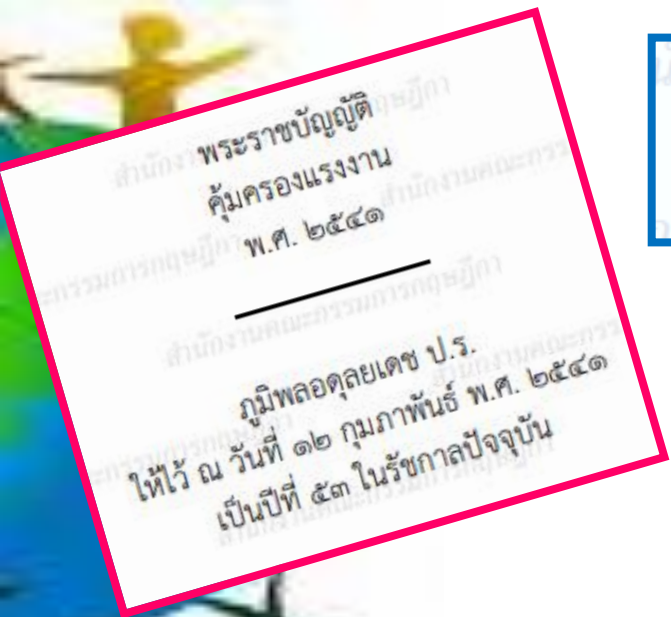 พระราชบัญญัติ
คุ้มครองแรงงาน
พ.ศ. ๒๕๔๑
ภูมิพลอดุลยเดช ป.ร.
ให้ไว้ ณ วันที่ ๑๒ กุมภาพันธ์ พ.ศ. ๒๕๔๑
เป็นปีที่ ๕๓ ในรัชกาลปัจจุบัน